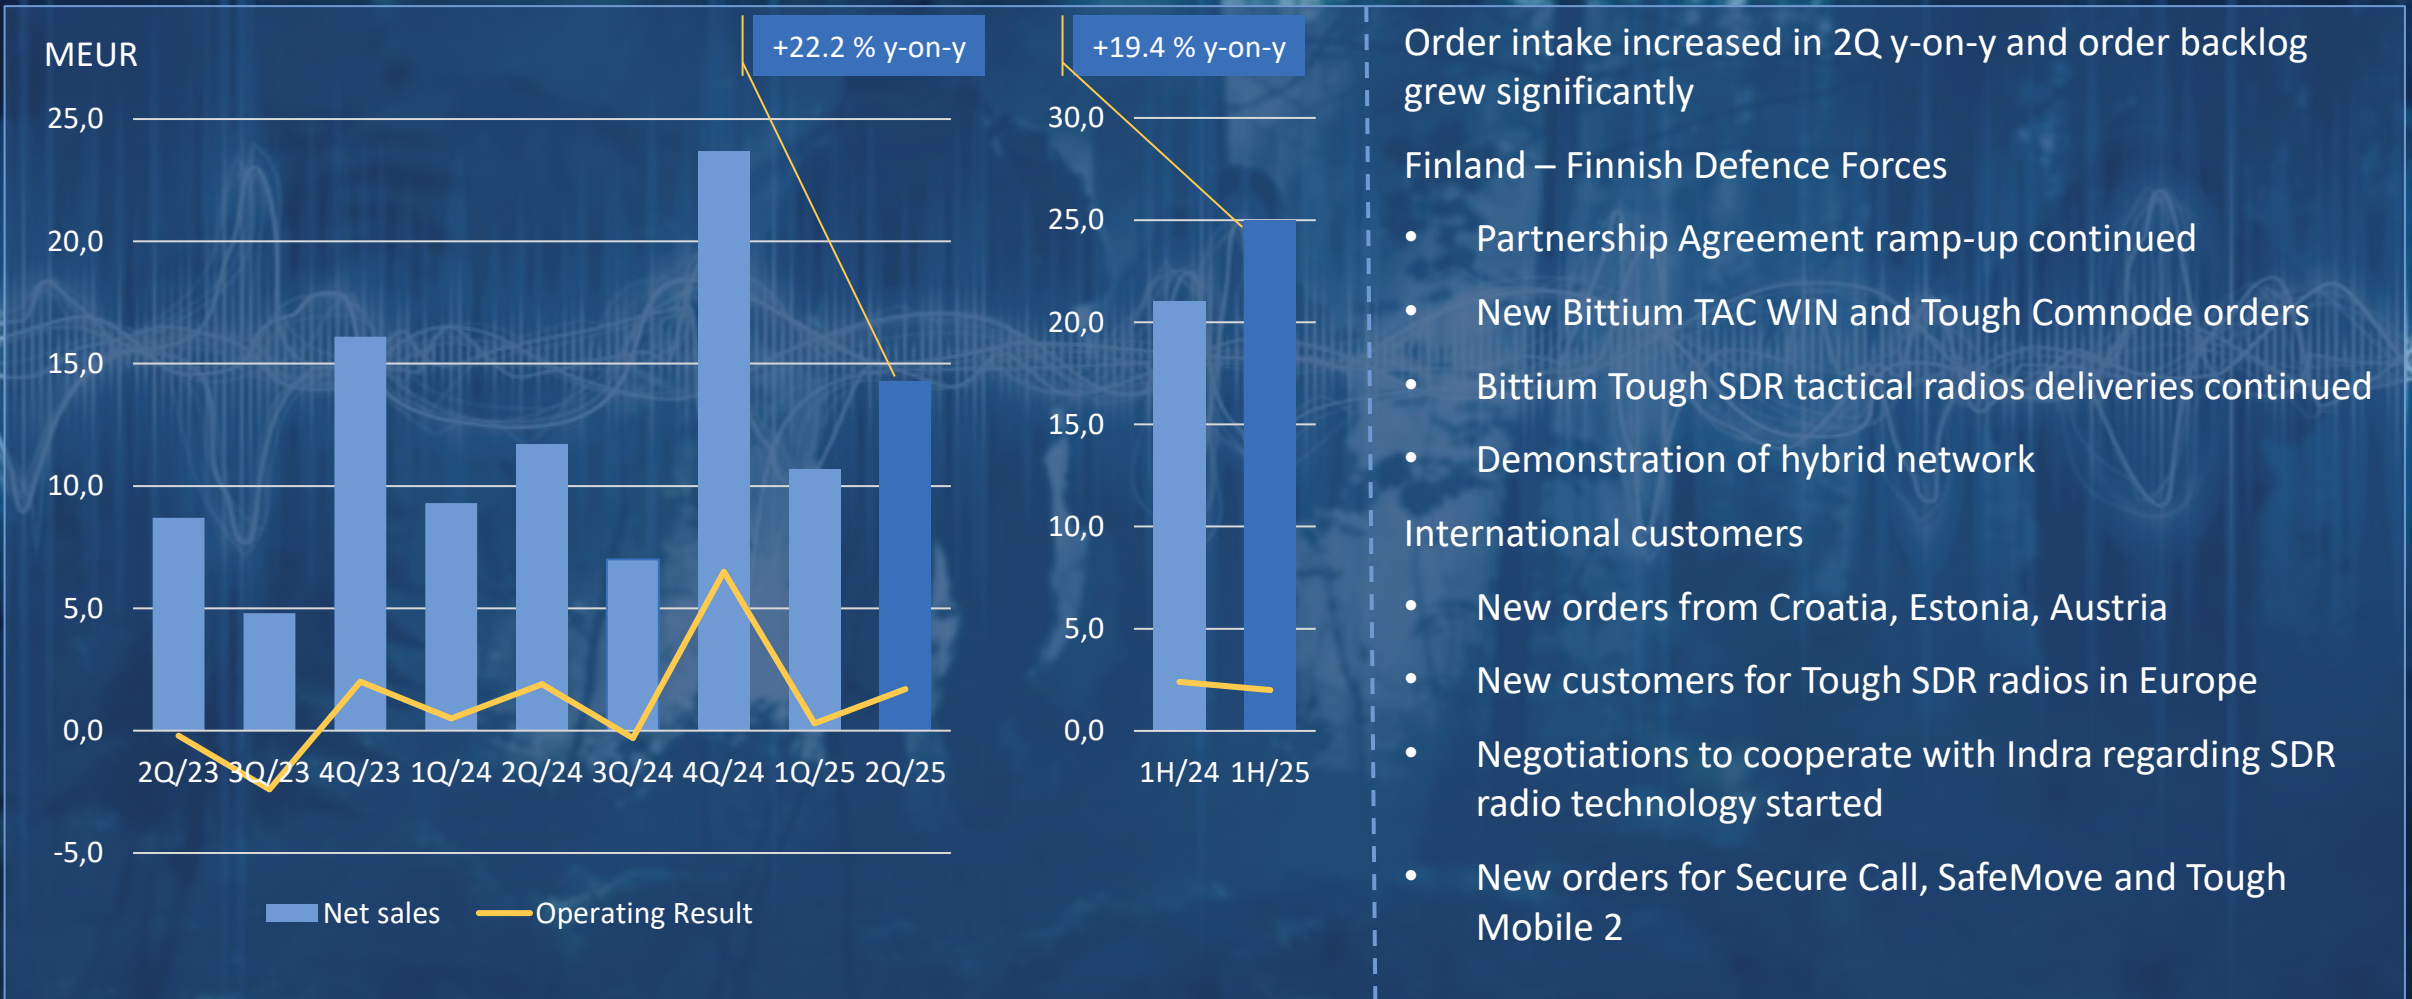 MEUR
+22.2 % y-on-y
25,0
20,0
15,0
10,0
5,0
0,0
-5,0
2Q/23 3Q/23 4Q/23 1Q/24 2Q/24 3Q/24 4Q/24 1Q/25 2Q/25
Net sales
Operating Result
+19.4 % y-on-y
30,0
25,0
20,0
15,0
10,0
5,0
0,0
1H/24 1H/25
Order intake increased in 2Q y-on-y and order backlog
grew significantly
Finland – Finnish Defence Forces
• Partnership Agreement ramp-up continued
• New Bittium TAC WIN and Tough Comnode orders
• Bittium Tough SDR tactical radios deliveries continued
• Demonstration of hybrid network
International customers
• New orders from Croatia, Estonia, Austria
• New customers for Tough SDR radios in Europe
• Negotiations to cooperate with Indra regarding SDR
radio technology started
• New orders for Secure Call, SafeMove and Tough
Mobile 2